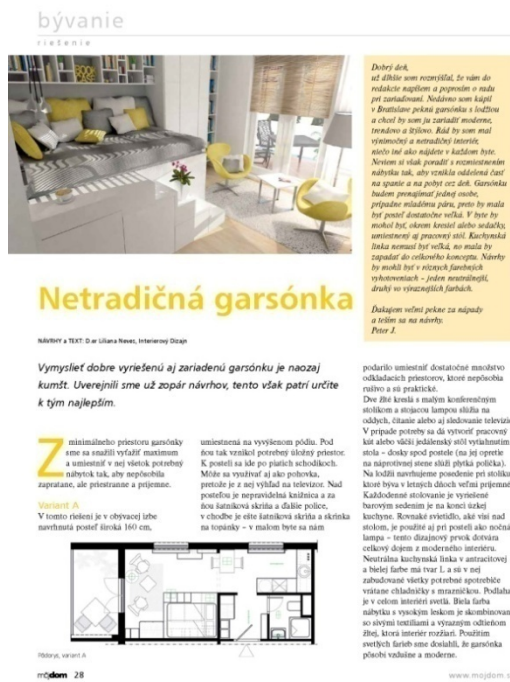 bývanie
riešenie
Dobrý deň,
už dlhšie som rozmýšľal, že vám do
redakcie napíšem a poprosím o radu
pri zariaďovaní. Nedávno som kúpil
v Bratislave peknú garsónku s lodžiou
a chcel by som ju zariadiť moderne,
trendovo a štýlovo. Rád by som mal
výnimočný a netradičný interiér,
niečo iné ako nájdete v každom byte.
Neviem si však poradiť s rozmiestnením
nábytku tak, aby vznikla oddelená časť
na spanie a na pobyt cez deň. Garsónku
budem prenajímať jednej osobe,
prípadne mladému páru, preto by mala
byť posteľ dostatočne veľká. V byte by
mohol byť, okrem kresiel alebo sedačky,
umiestnený aj pracovný stôl. Kuchynská
linka nemusí byť veľká, no mala by
zapadať do celkového konceptu. Návrhy
by mohli byť v rôznych farebných
vyhotoveniach – jeden neutrálnejší,
druhý vo výraznejších farbách.
Ďakujem veľmi pekne za nápady
a teším sa na návrhy.
Peter J.
Netradičná garsónka
NÁVRHY a TEXT: D.er Liliana Neves, Interierový Dizajn
Vymyslieť dobre vyriešenú aj zariadenú garsónku je naozaj
kumšt. Uverejnili sme už zopár návrhov, tento však patrí určite
k tým najlepším.
Z minimálneho priestoru garsónky
sme sa snažili vyťažiť maximum
a umiestniť v nej všetok potrebný
nábytok tak, aby nepôsobila
zapratane, ale priestranne a príjemne.
Variant A
V tomto riešení je v obývacej izbe
navrhnutá posteľ široká 160 cm,
umiestnená na vyvýšenom pódiu. Pod
ňou tak vznikol potrebný úložný priestor.
K posteli sa ide po piatich schodíkoch.
Môže sa využívať aj ako pohovka,
pretože je z nej výhľad na televízor. Nad
posteľou je nepravidelná knižnica a za
ňou šatníková skriňa a ďalšie police,
v chodbe je ešte šatníková skriňa a skrinka
na topánky – v malom byte sa nám
podarilo umiestniť dostatočné množstvo
odkladacích priestorov, ktoré nepôsobia
rušivo a sú praktické.
Dve žlté kreslá s malým konferenčným
stolíkom a stojacou lampou slúžia na
oddych, čítanie alebo aj sledovanie televízie.
V prípade potreby sa dá vytvoriť pracovný
kút alebo väčší jedálenský stôl vytiahnutím
stola – dosky spod postele (na jej opretie
na náprotivnej stene slúži plytká polička).
Na lodžii navrhujeme posedenie pri stolíku,
ktoré býva v letných dňoch veľmi príjemné.
Každodenné stolovanie je vyriešené
barovým sedením je na konci úzkej
kuchyne. Rovnaké svietidlo, aké visí nad
stolom, je použité aj pri posteli ako nočná
lampa – tento dizajnový prvok dotvára
celkový dojem z moderného interiéru.
Neutrálna kuchynská linka v antracitovej
a bielej farbe má tvar L a sú v nej
zabudované všetky potrebné spotrebiče
vrátane chladničky s mrazničkou. Podlaha
je v celom interiéri svetlá. Biela farba
nábytku s vysokým leskom je skombinovaná
so sivými textíliami a výrazným odtieňom
žltej, ktorá interiér rozžiari. Použitím
svetlých farieb sme dosiahli, že garsónka
pôsobí vzdušne a moderne.
Pôdorys, variant A
môjdom 28
www.mojdom.s